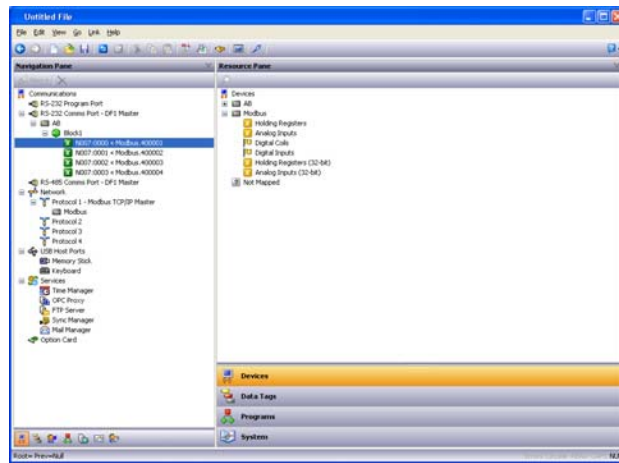 Untitled File
File Edit View Go Link Help
Navigation Pane
Resource Pane
Communications
RS-232 Program Port
RS-232 Comms Port - DF1 Master
AB
Block1
N007:0000 « Modbus.400001
N007:0001 « Modbus.400002
N007:0002 « Modbus.400003
N007:0003 « Modbus.400004
RS-485 Comms Port - DF1 Master
Network
Protocol 1 - Modbus TCP/IP Master
Modbus
Protocol 2
Protocol 3
Protocol 4
USB Host Ports
Memory Stick
Keyboard
Services
Time Manager
OPC Proxy
FTP Server
Sync Manager
Mail Manager
Option Card
Devices
AB
Modbus
Holding Registers
Analog Inputs
Digital Coils
Digital Inputs
Holding Registers (32-bit)
Analog Inputs (32-bit)
Not Mapped
Devices
Data Tags
Programs
System
Root= Prev=Null